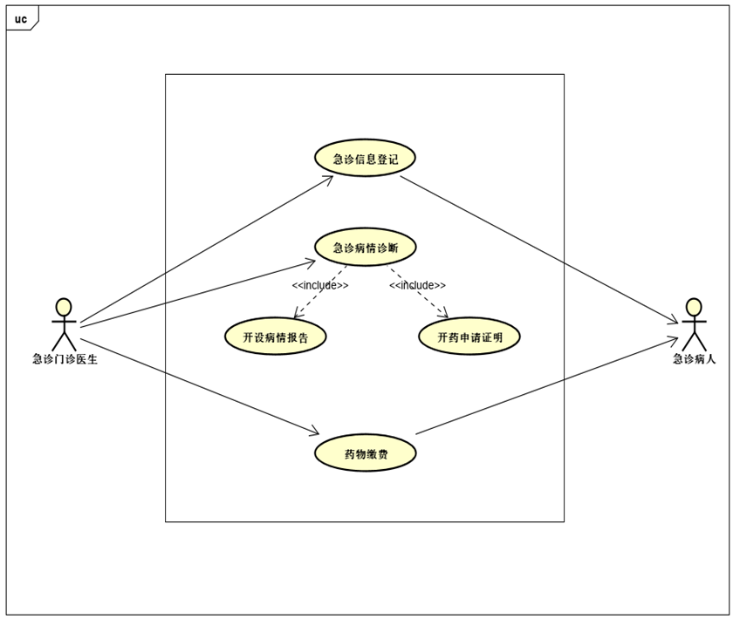 uc
急诊信息登记
急诊病情诊断
<<include>>
<<include>>
开设病情报告
开药申请证明
急诊门诊医生
急诊病人
药物缴费